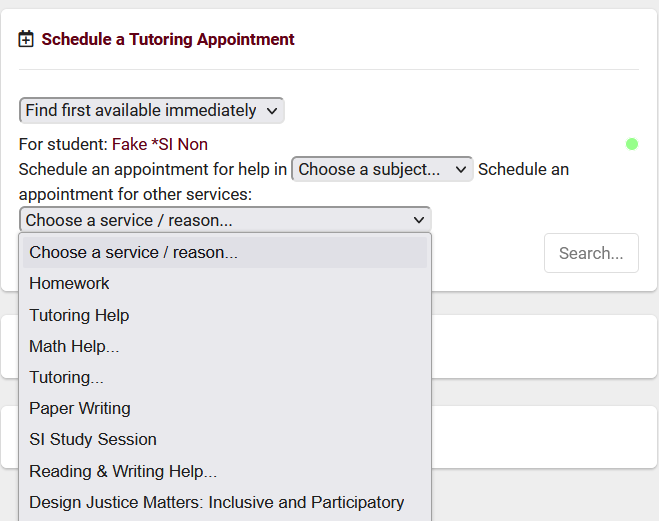 Schedule a Tutoring Appointment
Find first available immediately
For student: Fake *SI Non
Schedule an appointment for help in Choose a subject... Schedule an
appointment for other services:
Choose a service / reason...
Choose a service / reason...
Search...
Homework
Tutoring Help
Math Help...
Tutoring...
Paper Writing
SI Study Session
Reading & Writing Help...
Design Justice Matters: Inclusive and Participatory